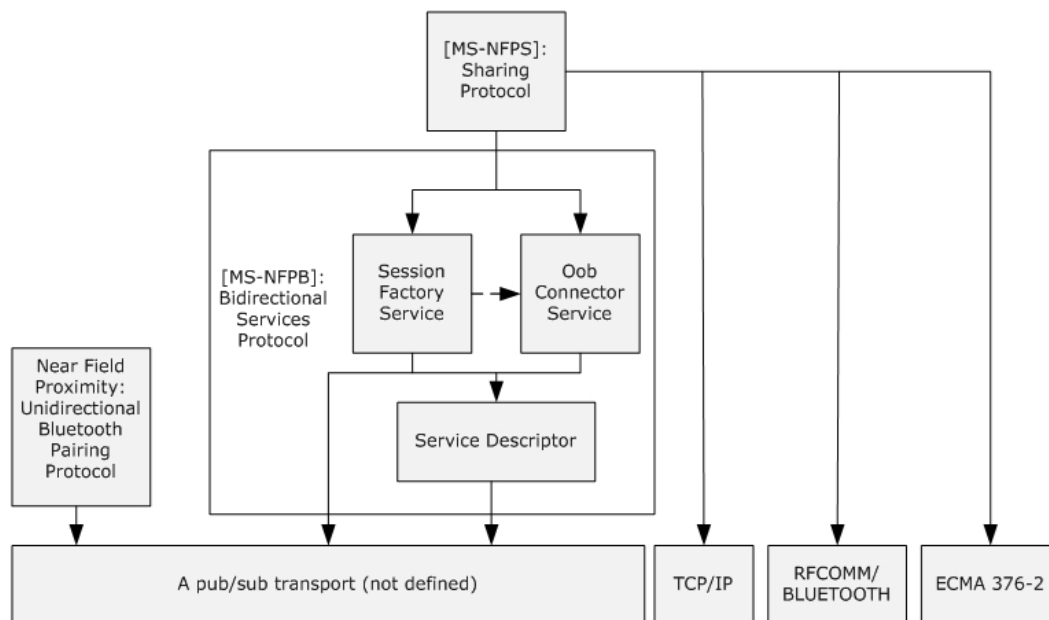 [MS-NFPS]:
Sharing
Protocol
[MS-NFPB]:
Bidirectional
Services
Protocol
Session
Factory
Service
Oob
Connector
Service
Near Field
Proximity:
Unidirectional
Bluetooth
Pairing
Protocol
Service Descriptor
A pub/sub transport (not defined)
TCP/IP
RFCOMM/
BLUETOOTH
ECMA 376-2